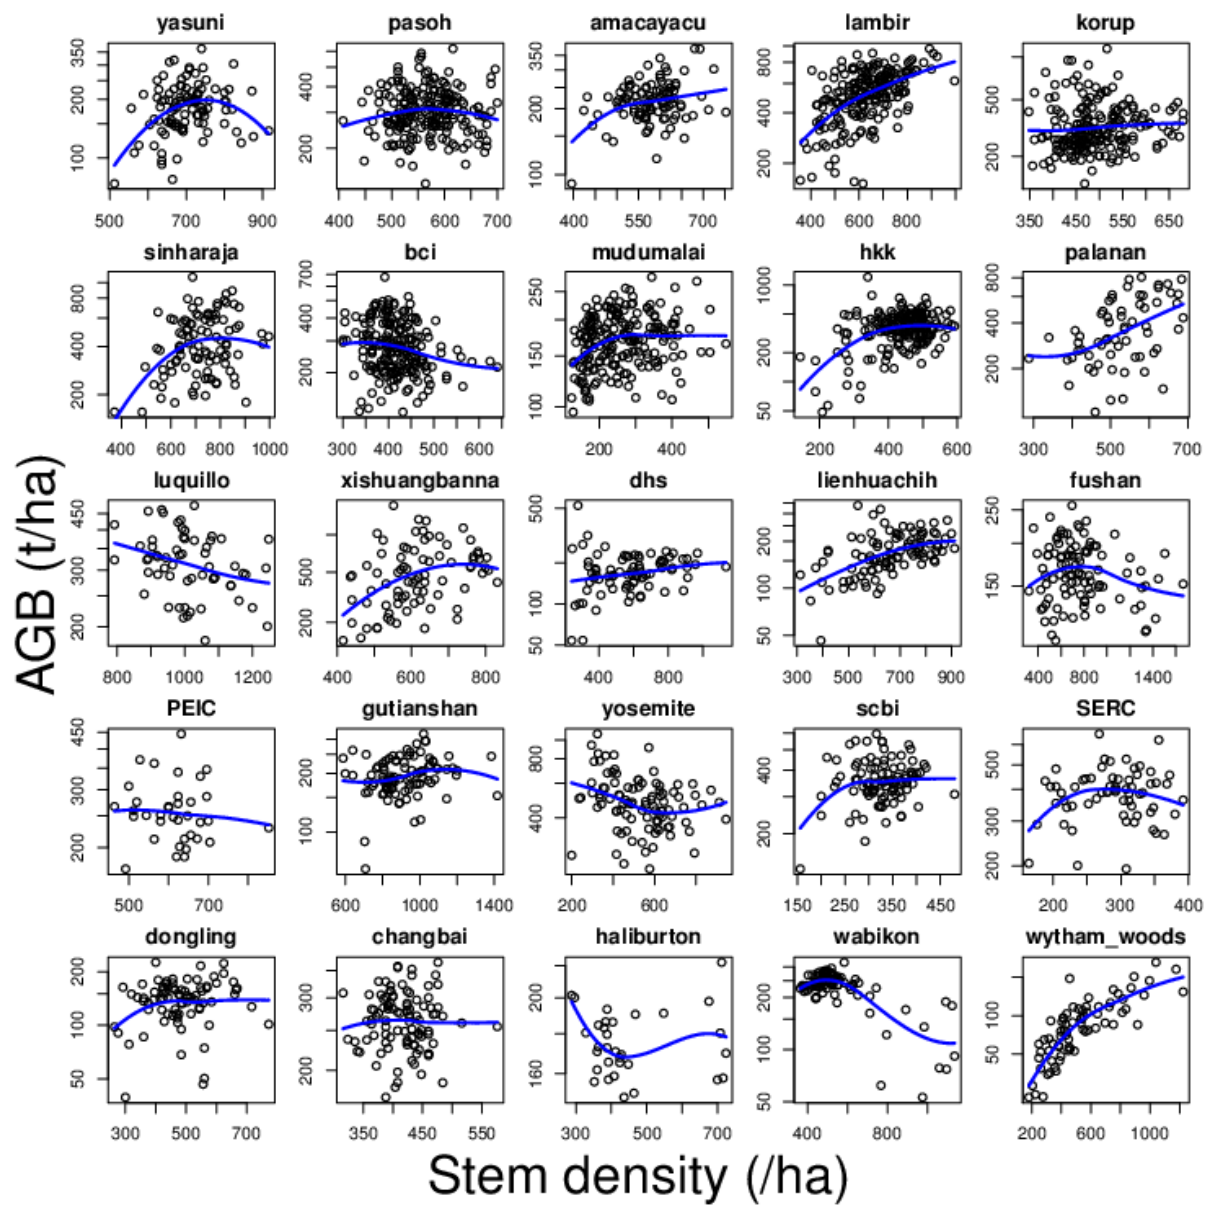 yasuni pasoh amacayacu lambir korup
350 200 100
500 700 900
400 200
400 500 600 700
350 200 100
400 550 700
800 400 200
400 600 800
500 200
350 450 550 650
sinharaja bci mudumalai hkk palanan
800 400 200
400 600 800 1000
700 400 200
300 400 500 600
250 150 100
200 400
1000 200 50
200 300 400 500 600
800 400 200
300 500 700
luquillo xishuangbanna dhs lienhuachih fushan
450 300 200
800 1000 1200
500 200
400 600 800
500 100 50
400 800
200 100 50
300 500 700 900
250 150
400 800 1400
PEIC gutianshan yosemite scbi SERC
450 300 200
500 700
200 100
600 1000 1400
800 400
200 600
400 200
150 250 350 450
500 300 200
200 300 400
dongling changbai haliburton wabikon wytham_woods
200 100 50
300 500 700
300 200
350 450 550
200 160
300 500 700
200 100 50
400 800
100 50
200 600 1000
AGB (t/ha)
Stem density (/ha)